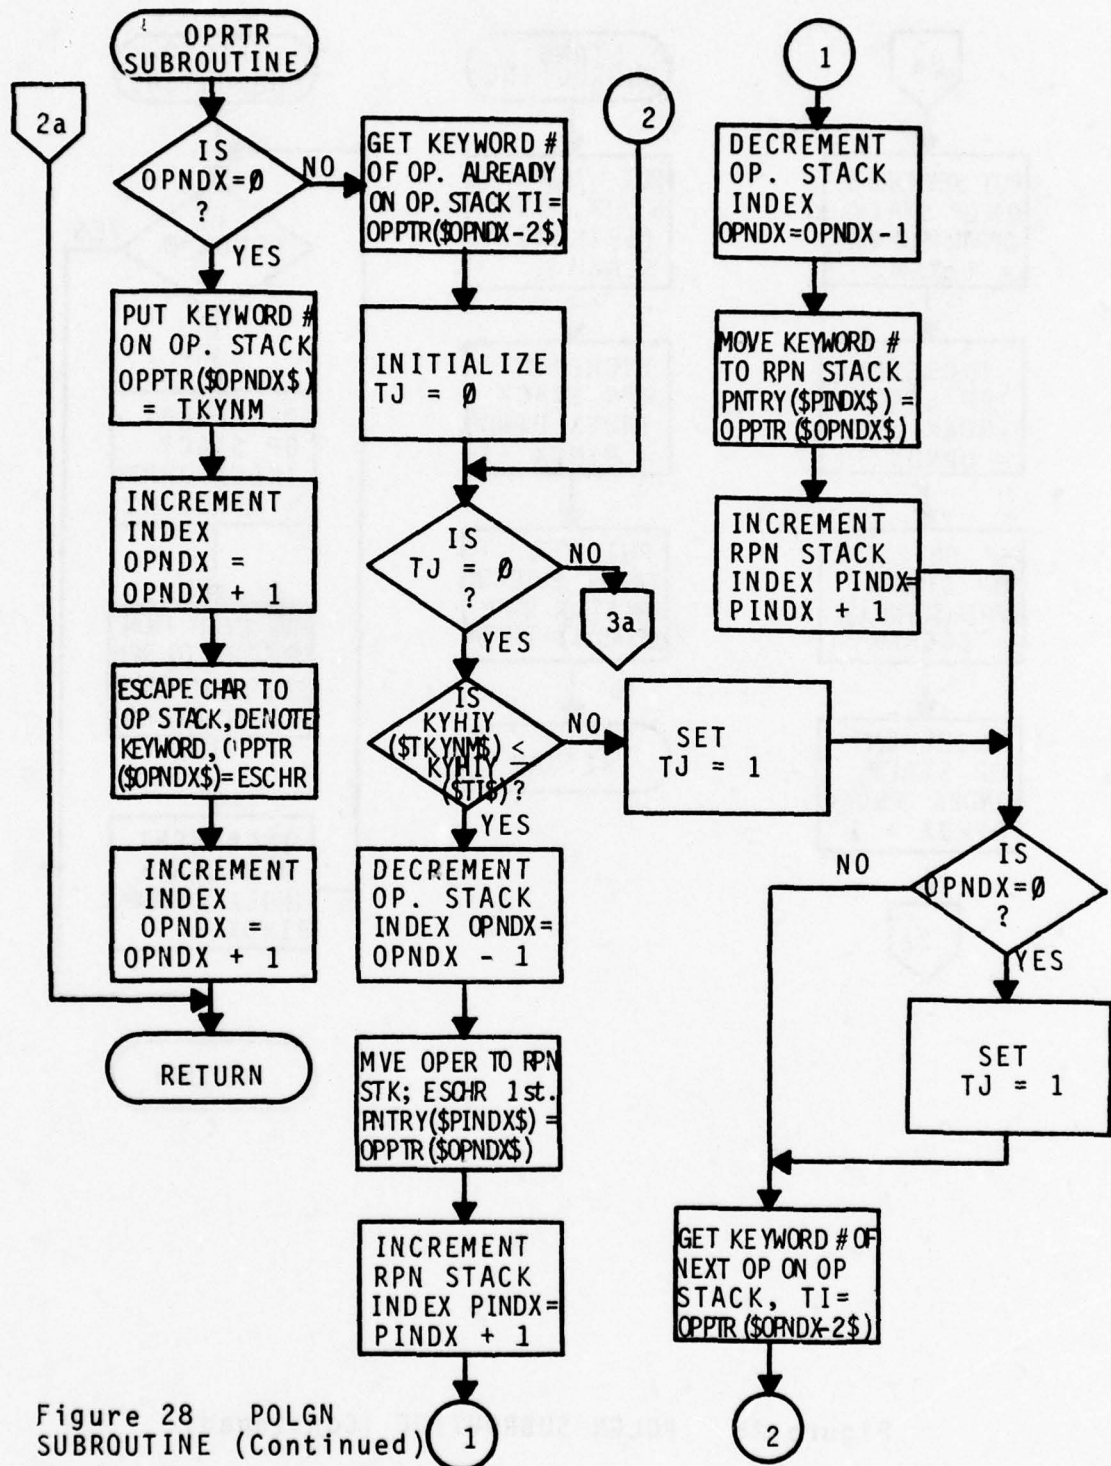 OPRTR
SUBROUTINE
2a
IS
OPNDX=Ø
?
NO
YES
PUT KEYWORD #
ON OP. STACK
OPPTR($OPNDX$)
= TKYNM
INCREMENT
INDEX
OPNDX =
OPNDX + 1
ESCAPE CHAR TO
OP STACK, DENOTE
KEYWORD, (PPTR
($OPNDX$)=ESCHR
INCREMENT
INDEX
OPNDX =
OPNDX + 1
RETURN
GET KEYWORD #
OF OP. ALREADY
ON OP. STACK TI=
OPPTR($OPNDX-2$)
2
INITIALIZE
TJ = Ø
IS
TJ = Ø
?
NO
3a
YES
IS
KYHIY
($TKYNM$) ≤
KYHIY
($TI$)?
NO
SET
TJ = 1
YES
DECREMENT
OP. STACK
INDEX OPNDX=
OPNDX - 1
MVE OPER TO RPN
STK; ESCHR 1st.
PNTRY($PINDX$) =
OPPTR($OPNDX$)
INCREMENT
RPN STACK
INDEX PINDX=
PINDX + 1
1
1
DECREMENT
OP. STACK
INDEX
OPNDX=OPNDX-1
MOVE KEYWORD #
TO RPN STACK
PNTRY($PINDX$) =
OPPTR($OPNDX$)
INCREMENT
RPN STACK
INDEX PINDX=
PINDX + 1
IS
OPNDX=Ø
?
NO
YES
SET
TJ = 1
GET KEYWORD # OF
NEXT OP ON OP
STACK, TI=
OPPTR($OPNDX-2$)
2
Figure 28 POLGN
SUBROUTINE (Continued)